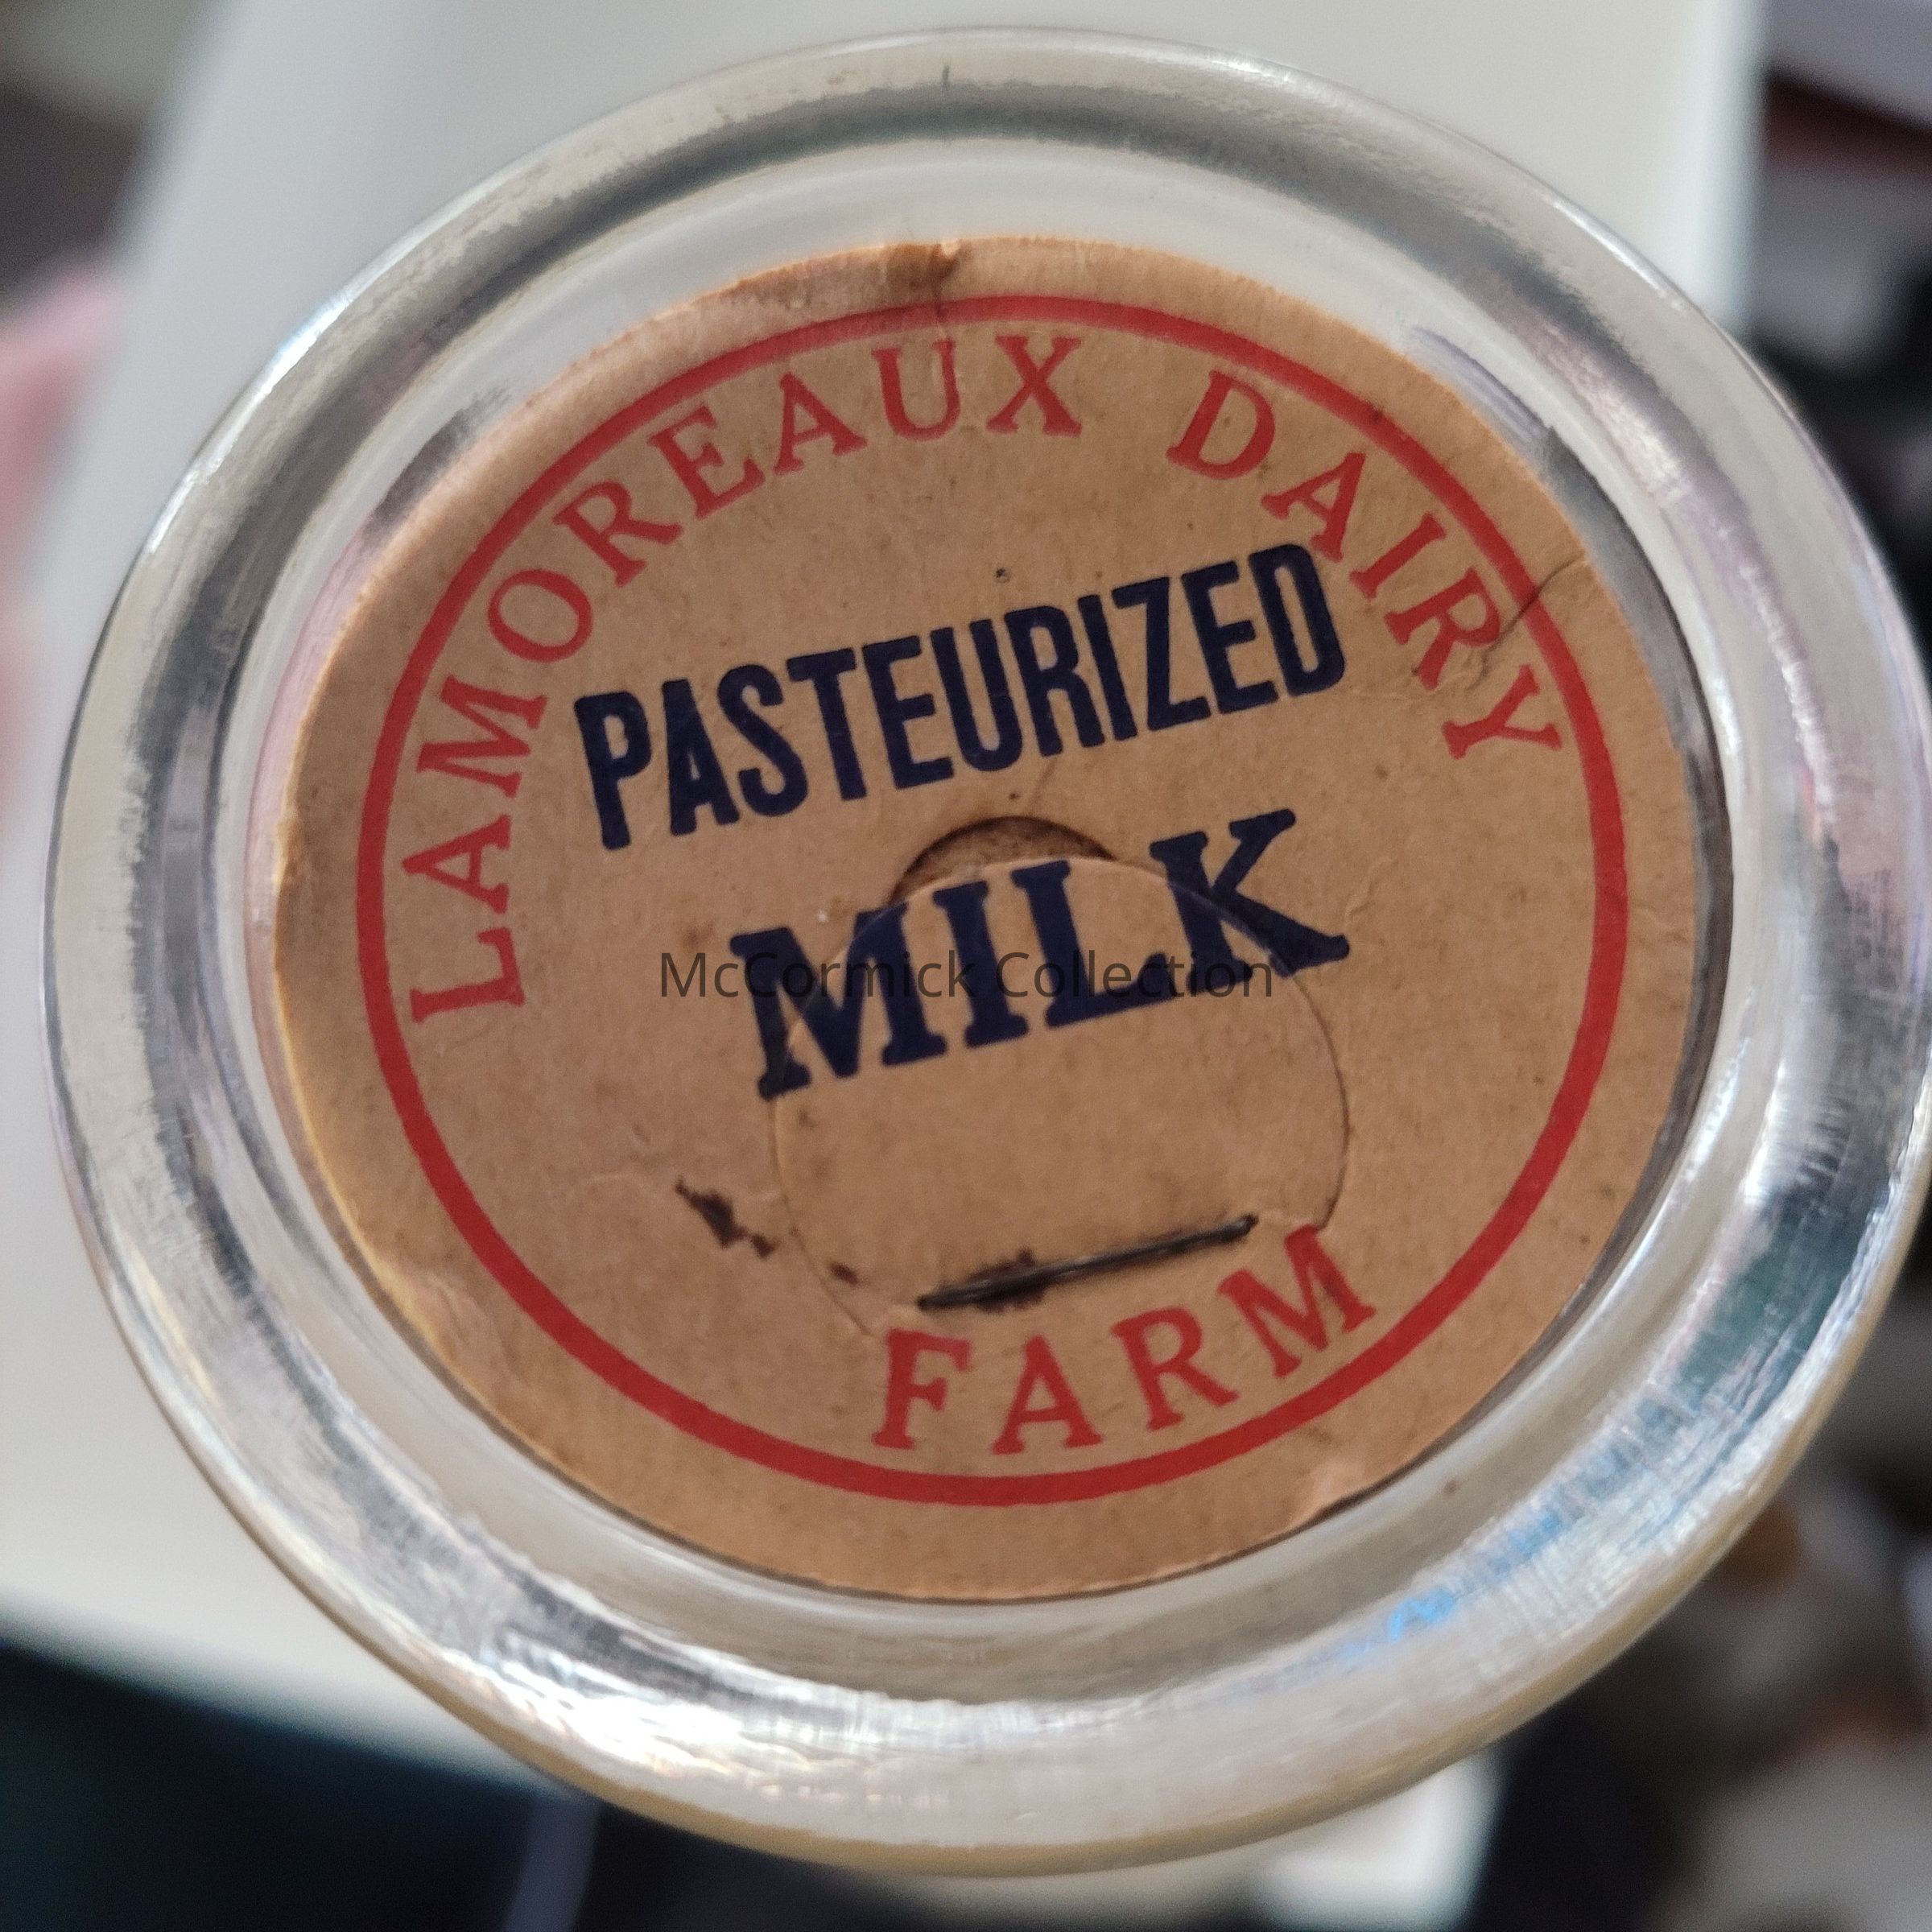 LAMOREAUX DAIRY
PASTEURIZED
MILK
McCormick Collection
FARM